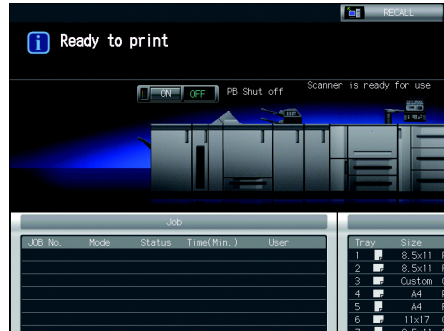 RECALL
Ready to print
ON OFF PB Shut off Scanner is ready for use
Job
JOB No. Mode Status Time(Min.) User
Tray Size
1 8.5x11
2 8.5x11
3 Custom
4 A4
5 A4
6 11x17